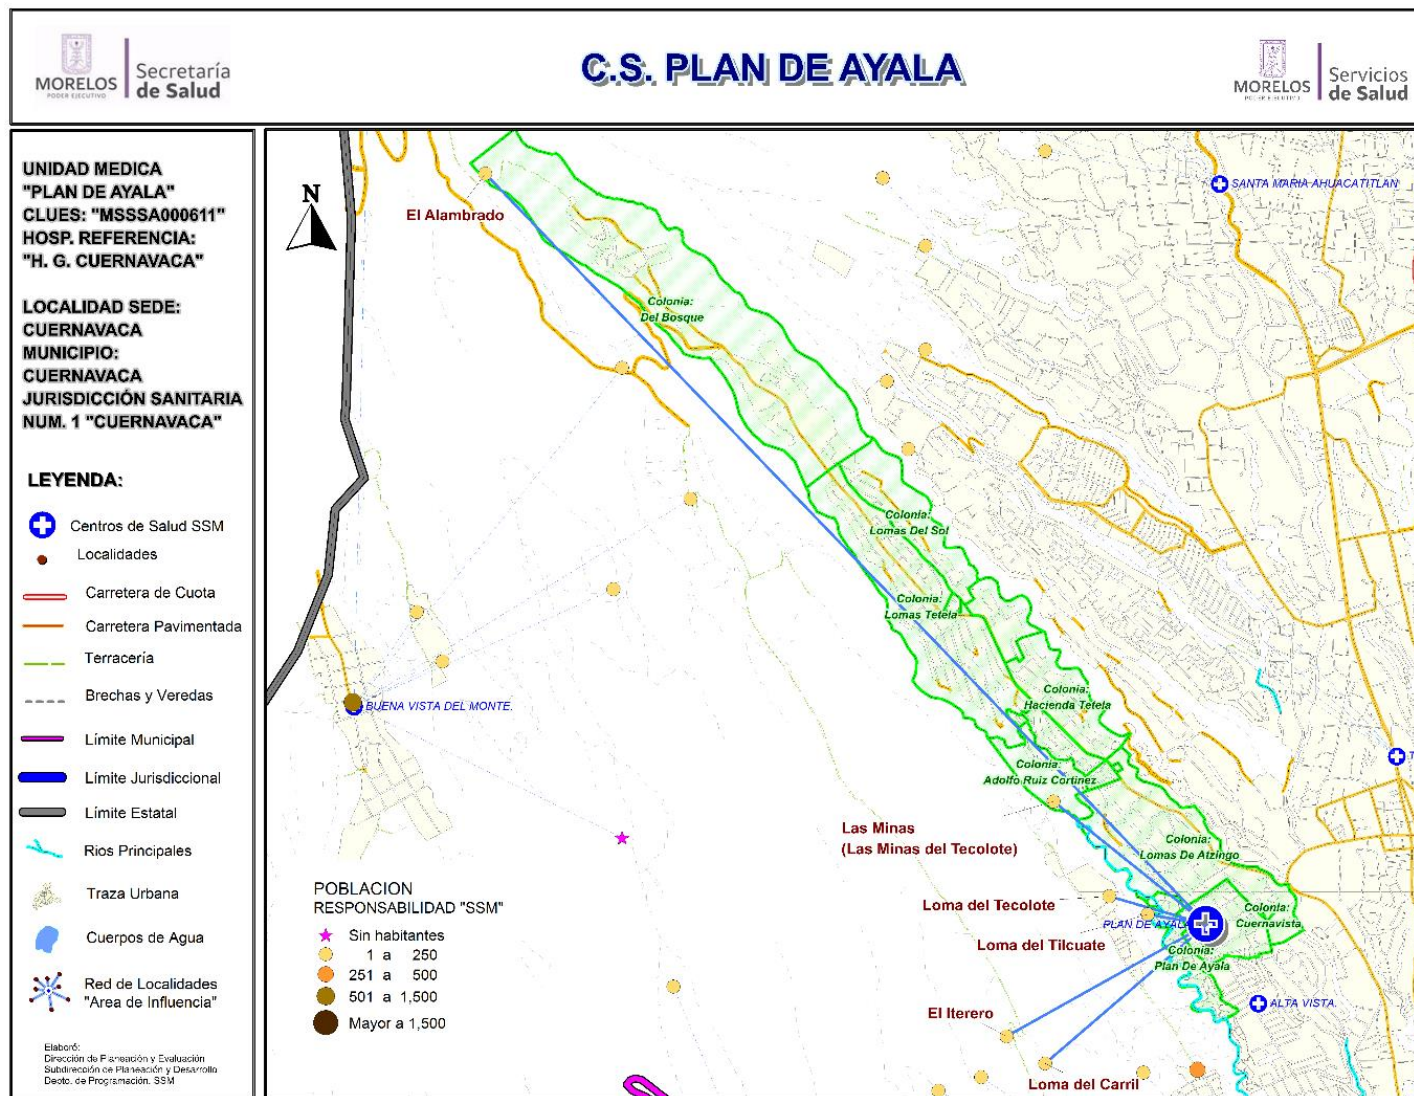 MORELOS
PODER EJECUTIVO
Secretaría
de Salud
C.S. PLAN DE AYALA
MORELOS
PODER EJECUTIVO
Servicios
de Salud
UNIDAD MEDICA
"PLAN DE AYALA"
CLUES: "MSSSA000611"
HOSP. REFERENCIA:
"H. G. CUERNAVACA"
LOCALIDAD SEDE:
CUERNAVACA
MUNICIPIO:
CUERNAVACA
JURISDICCIÓN SANITARIA
NUM. 1 "CUERNAVACA"
LEYENDA:
Centros de Salud SSM
Localidades
Carretera de Cuota
Carretera Pavimentada
Terracería
Brechas y Veredas
Límite Municipal
Límite Jurisdiccional
Límite Estatal
Rios Principales
Traza Urbana
Cuerpos de Agua
Red de Localidades
"Area de Influencia"
Elaboró:
Dirección de Planeación y Evaluación
Subdirección de Planeación y Desarrollo
Depto. de Programación. SSM
N
El Alambrado
SANTA MARIA AHUACATITLAN
Colonia:
Del Bosque
Colonia:
Lomas Del Sol
Colonia:
Lomas Tetela
Colonia:
Hacienda Tetela
BUENA VISTA DEL MONTE.
Colonia:
Adolfo Ruiz Cortinez
T
Las Minas
(Las Minas del Tecolote)
Colonia:
Lomas De Atzingo
Loma del Tecolote
Colonia:
Cuernavista
PLAN DE AYALA
Loma del Tilcuate
Colonia:
Plan De Ayala
El Iterero
ALTA VISTA.
Loma del Carril
POBLACION
RESPONSABILIDAD "SSM"
Sin habitantes
1 a 250
251 a 500
501 a 1,500
Mayor a 1,500